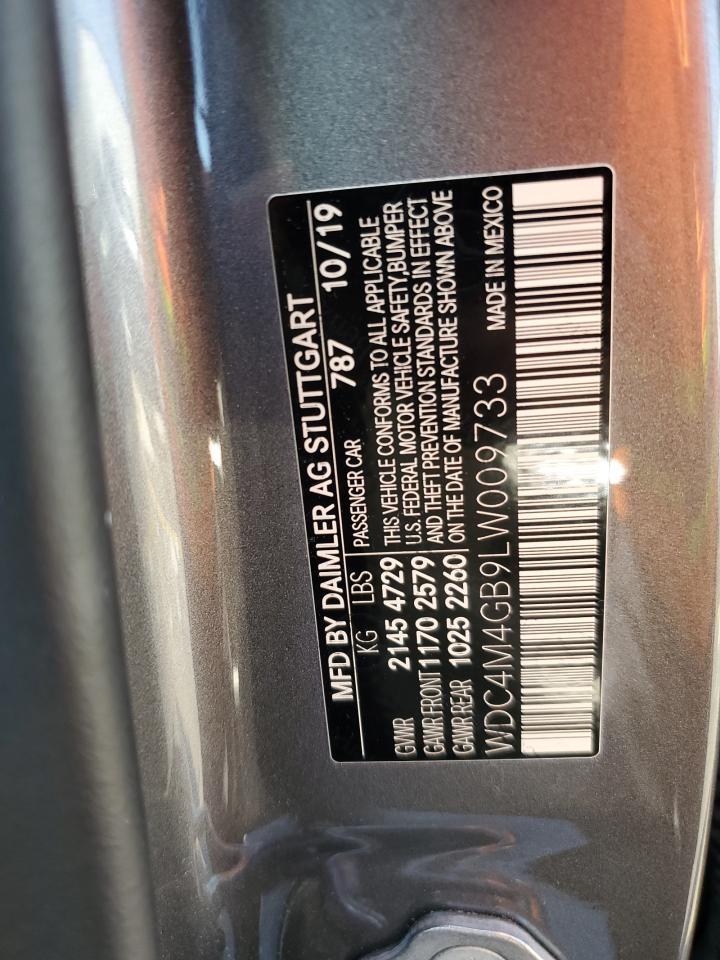 MFD BY DAIMLER AG STUTTGART
787 10/19
KG LBS PASSENGER CAR
GVWR 2145 4729 THIS VEHICLE CONFORMS TO ALL APPLICABLE
GAWR FRONT 1170 2579 U.S. FEDERAL MOTOR VEHICLE SAFETY,BUMPER
AND THEFT PREVENTION STANDARDS IN EFFECT
GAWR REAR 1025 2260 ON THE DATE OF MANUFACTURE SHOWN ABOVE
WDC4M4GB9LW009733 MADE IN MEXICO